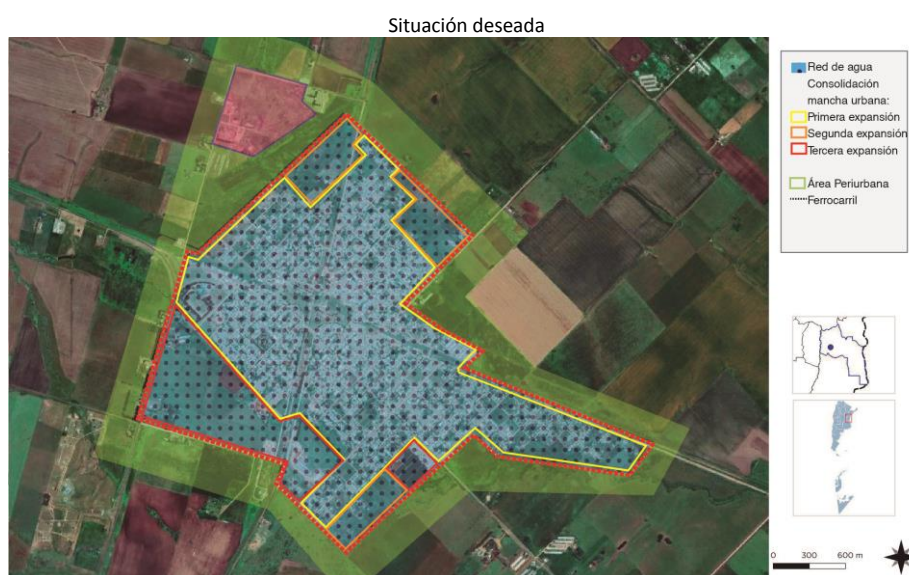 Situación deseada
Red de agua
Consolidación
mancha urbana:
Primera expansión
Segunda expansión
Tercera expansión
Área Periurbana
Ferrocarril
0 300 600 m